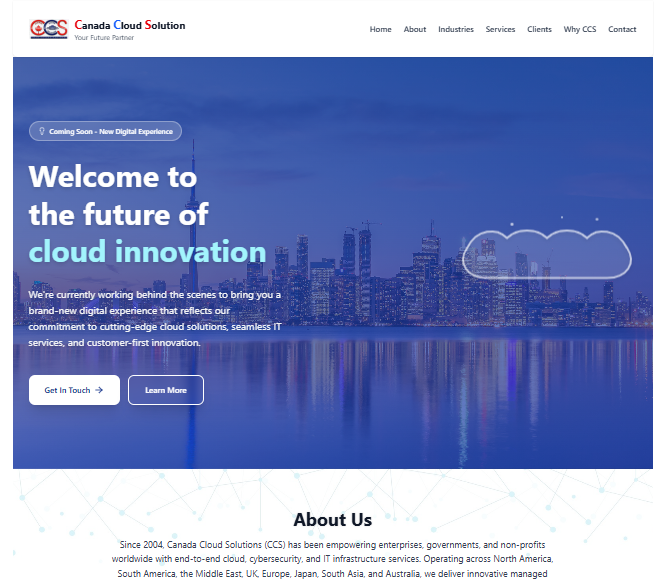 CCS
Canada Cloud Solution
Your Future Partner
Home About Industries Services Clients Why CCS Contact
Coming Soon - New Digital Experience
Welcome to
the future of
cloud innovation
We're currently working behind the scenes to bring you a
brand-new digital experience that reflects our
commitment to cutting-edge cloud solutions, seamless IT
services, and customer-first innovation.
Get In Touch →
Learn More
About Us
Since 2004, Canada Cloud Solutions (CCS) has been empowering enterprises, governments, and non-profits
worldwide with end-to-end cloud, cybersecurity, and IT infrastructure services. Operating across North America,
South America, the Middle East, UK, Europe, Japan, South Asia, and Australia, we deliver innovative managed